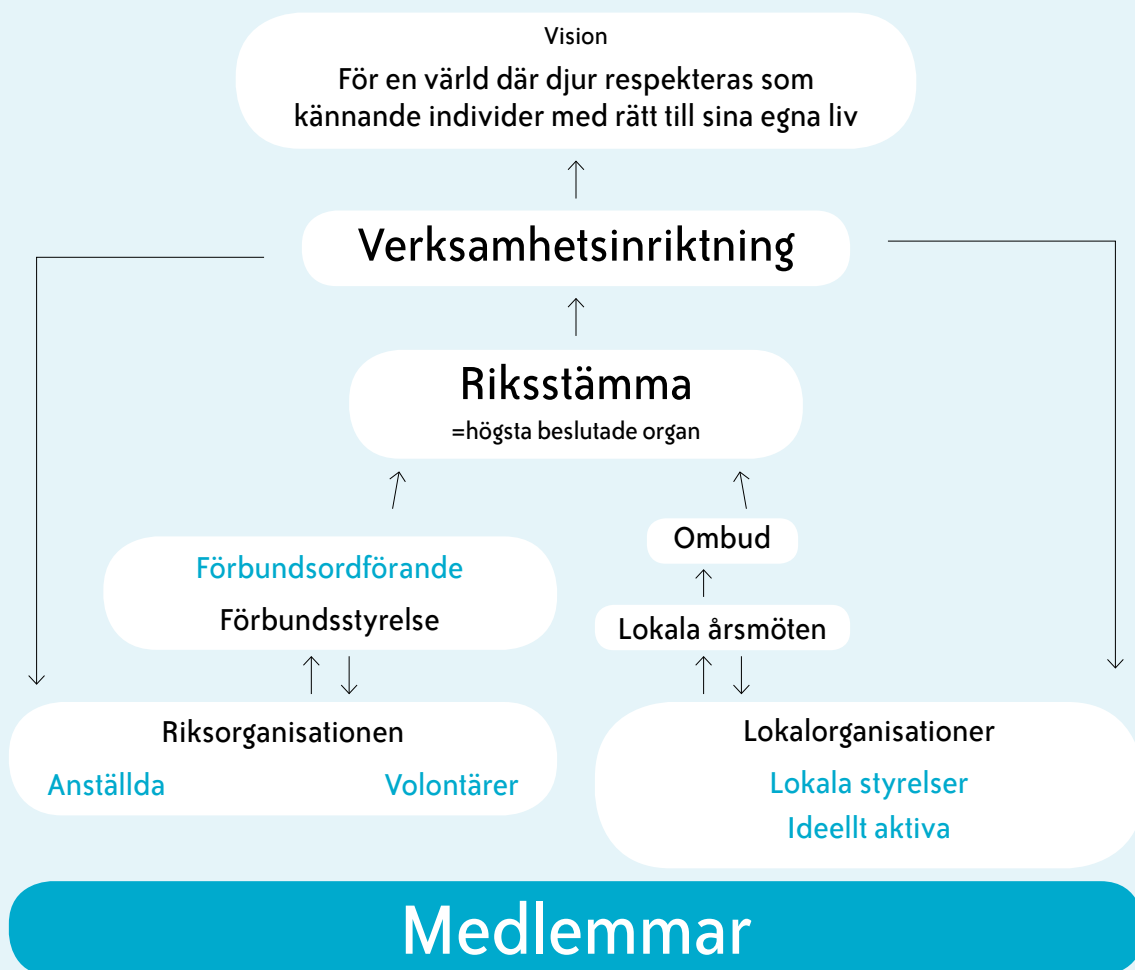 Vision
För en värld där djur respekteras som
kännande individer med rätt till sina egna liv
Verksamhetsinriktning
Riksstämma
=högsta beslutade organ
Förbundsordförande
Förbundsstyrelse
Ombud
Lokala årsmöten
Riksorganisationen
Anställda Volontärer
Lokalorganisationer
Lokala styrelser
Ideellt aktiva
Medlemmar